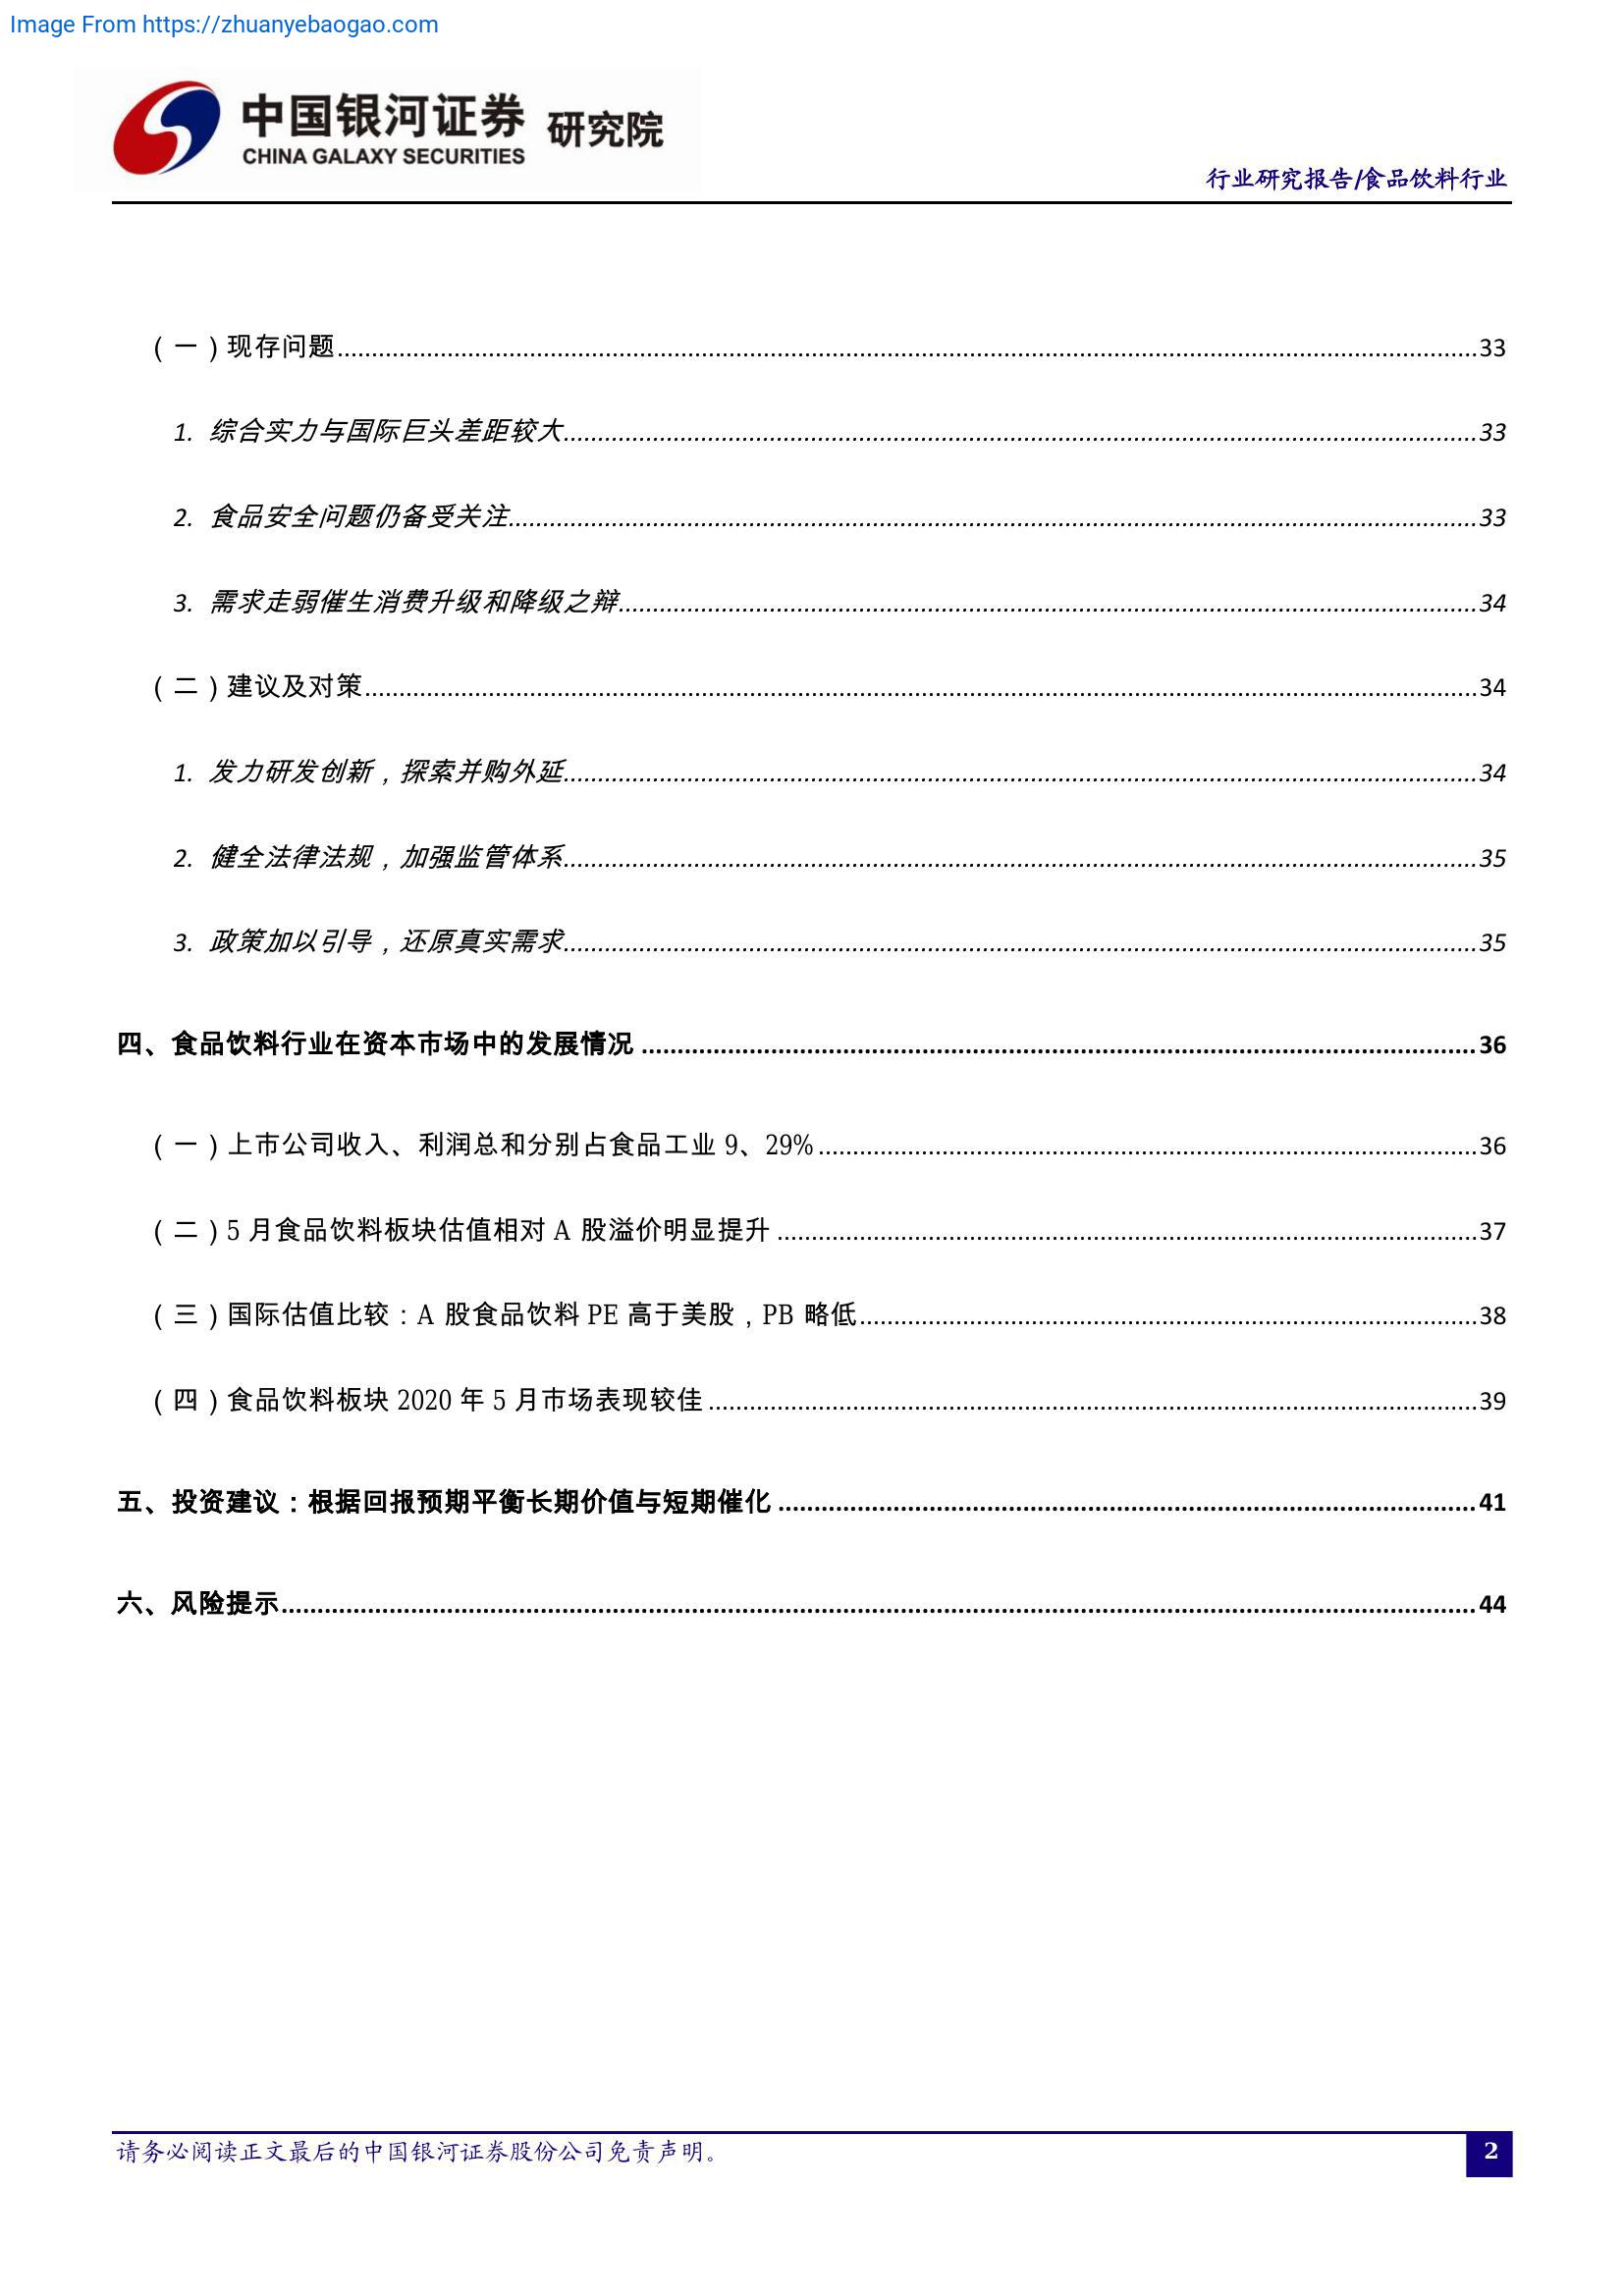 Image From https://zhuanyebaogao.com
中国银河证券 研究院
CHINA GALAXY SECURITIES
行业研究报告/食品饮料行业
（一）现存问题 33
1. 综合实力与国际巨头差距较大 33
2. 食品安全问题仍备受关注 33
3. 需求走弱催生消费升级和降级之辩 34
（二）建议及对策 34
1. 发力研发创新，探索并购外延 34
2. 健全法律法规，加强监管体系 35
3. 政策加以引导，还原真实需求 35
四、食品饮料行业在资本市场中的发展情况 36
（一）上市公司收入、利润总和分别占食品工业 9、29% 36
（二）5 月食品饮料板块估值相对 A 股溢价明显提升 37
（三）国际估值比较：A 股食品饮料 PE 高于美股，PB 略低 38
（四）食品饮料板块 2020 年 5 月市场表现较佳 39
五、投资建议：根据回报预期平衡长期价值与短期催化 41
六、风险提示 44
请务必阅读正文最后的中国银河证券股份公司免责声明。
2